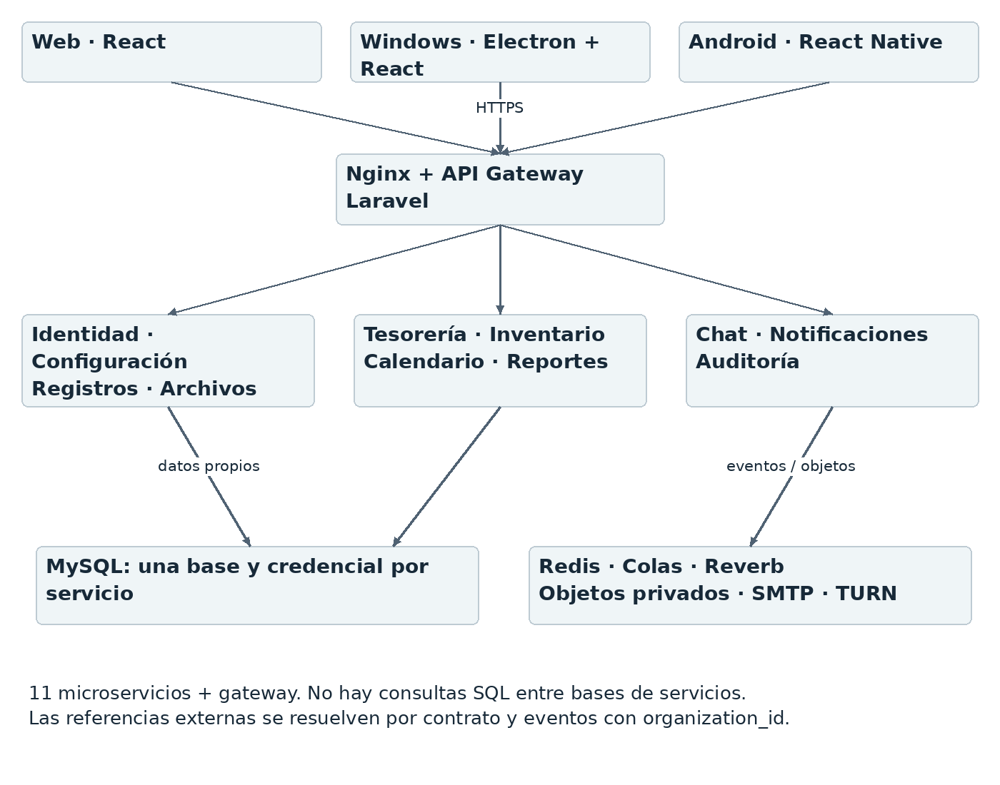 Web · React
Windows · Electron +
React
Android · React Native
HTTPS
Nginx + API Gateway
Laravel
Identidad ·
Configuración
Registros · Archivos
Tesorería · Inventario
Calendario · Reportes
Chat · Notificaciones
Auditoría
datos propios
eventos / objetos
MySQL: una base y credencial por
servicio
Redis · Colas · Reverb
Objetos privados · SMTP · TURN
11 microservicios + gateway. No hay consultas SQL entre bases de servicios.
Las referencias externas se resuelven por contrato y eventos con organization_id.